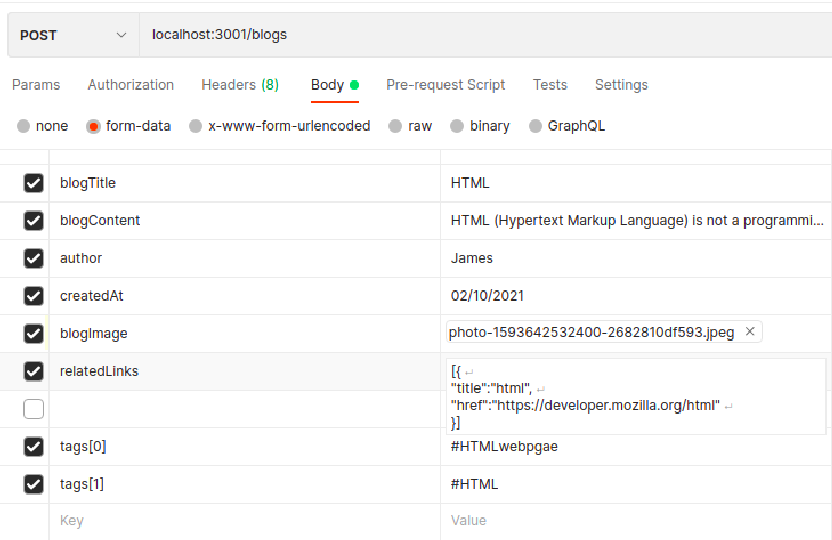 POST localhost:3001/blogs
Params Authorization Headers (8) Body Pre-request Script Tests Settings
none form-data x-www-form-urlencoded raw binary GraphQL
blogTitle HTML
blogContent HTML (Hypertext Markup Language) is not a programmi...
author James
createdAt 02/10/2021
blogImage photo-1593642532400-2682810df593.jpeg
relatedLinks [{
"title":"html",
"href":"https://developer.mozilla.org/html"
}]
tags[0] #HTMLwebpgae
tags[1] #HTML
Key Value